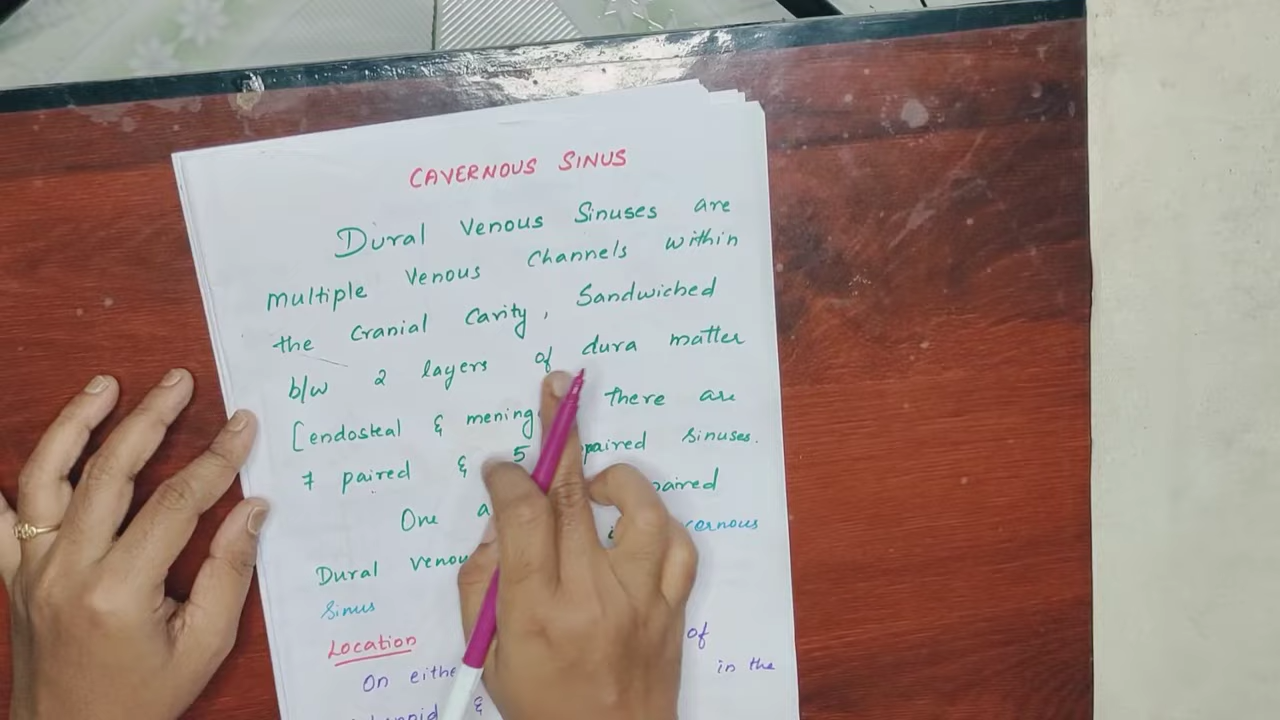 CAVERNOUS SINUS
Dural Venous Sinuses are
multiple Venous Channels within
the Cranial Cavity, Sandwiched
b/w 2 layers of dura matter
[endosteal & mening there are
7 paired & 5 paired sinuses.
One a paired
Dural venou ernous
Sinus
Location
On eithe of
in the
&